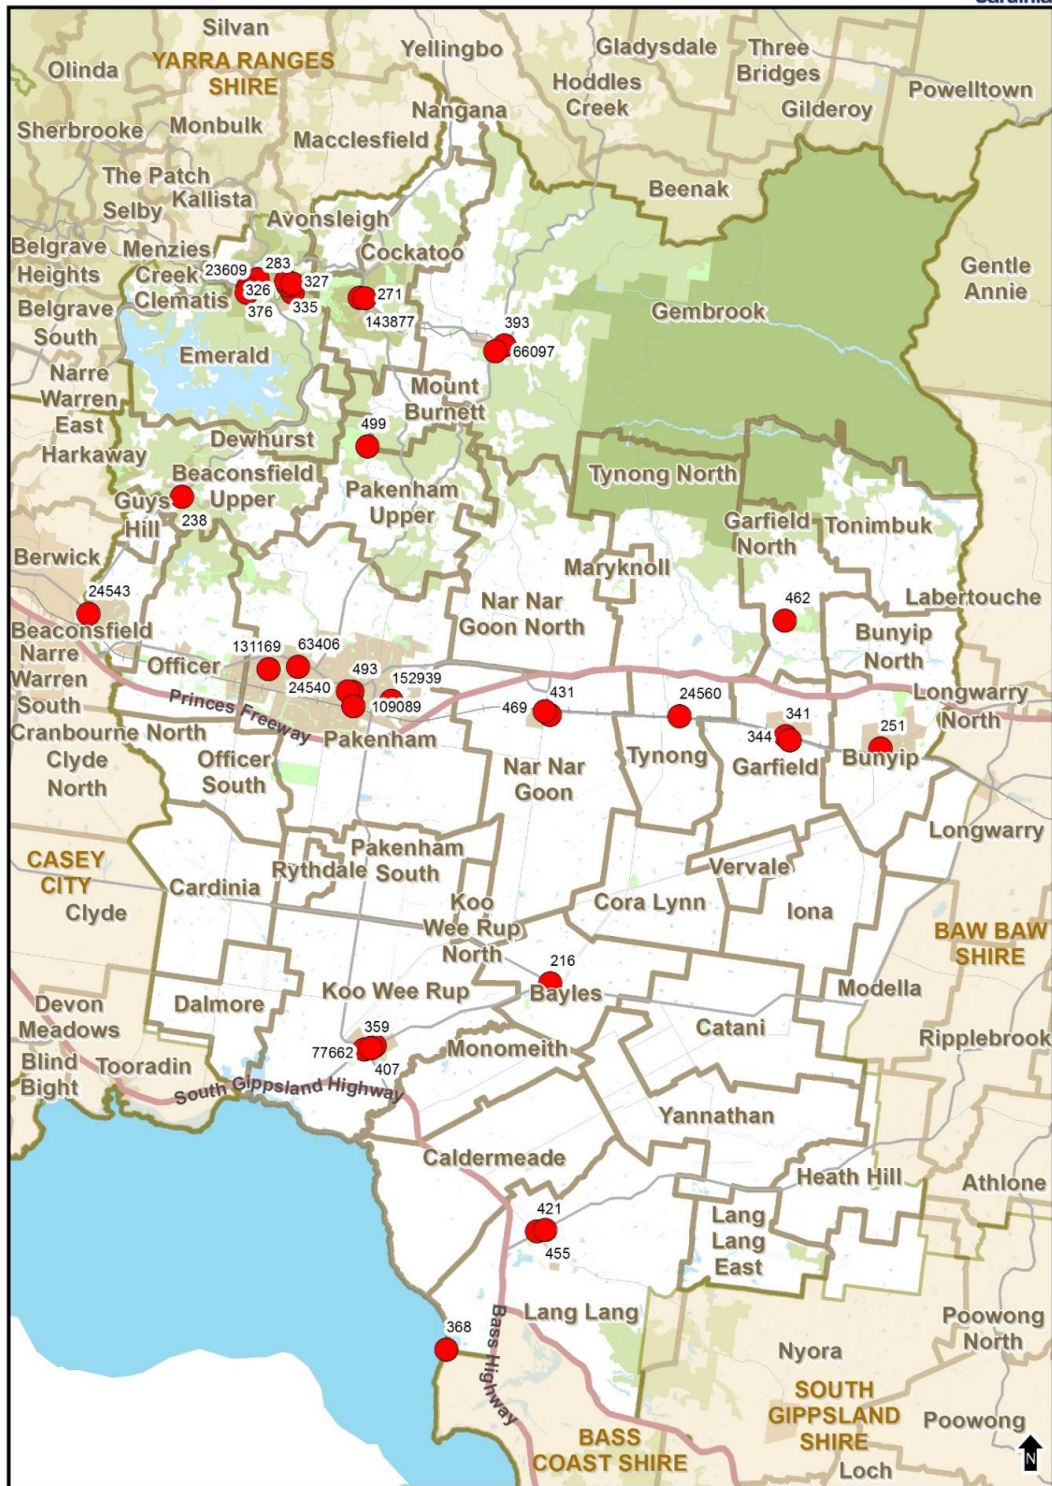 Cardinia
Silvan
YARRA RANGES
SHIRE
Yellingbo
Gladysdale
Three
Bridges
Olinda
Hoddles
Creek
Gilderoy
Powelltown
Nangana
Sherbrooke
Monbulk
Macclesfield
The Patch
Kallista
Selby
Beenak
Avonsleigh
Belgrave
Heights
Menzies
Creek
Clematis
Cockatoo
Gentle
Annie
23609
283
327
326
376
335
271
143877
Belgrave
South
Emerald
393
66097
Gembrook
Narre
Warren
East
Mount
Burnett
Harkaway
Dewhurst
499
Beaconsfield
Upper
Pakenham
Upper
Tynong North
Guys
Hill
238
Garfield
North
Tonimbuk
Berwick
Maryknoll
24543
Nar Nar
Goon North
462
Labertouche
Beaconsfield
Bunyip
North
Narre
Warren
South
Officer
131169
63406
493
24540
152939
109089
469
431
24560
341
344
251
Longwarry
North
Princes Freeway
Pakenham
Cranbourne North
Clyde
North
Officer
South
Nar Nar
Goon
Tynong
Garfield
Bunyip
Longwarry
CASEY
CITY
Clyde
Cardinia
Rythdale
Pakenham
South
Vervale
Koo
Wee Rup
North
Cora Lynn
Iona
BAW BAW
SHIRE
216
Bayles
Modella
Devon
Meadows
Dalmore
Koo Wee Rup
Catani
Ripplebrook
Blind
Bight
Tooradin
359
77662
407
Monomeith
South Gippsland Highway
Yannathan
Caldermeade
Heath Hill
Athlone
421
455
Lang
Lang
East
Lang Lang
Poowong
North
368
Bass Highway
Nyora
SOUTH
GIPPSLAND
SHIRE
Poowong
BASS
COAST SHIRE
Loch
N